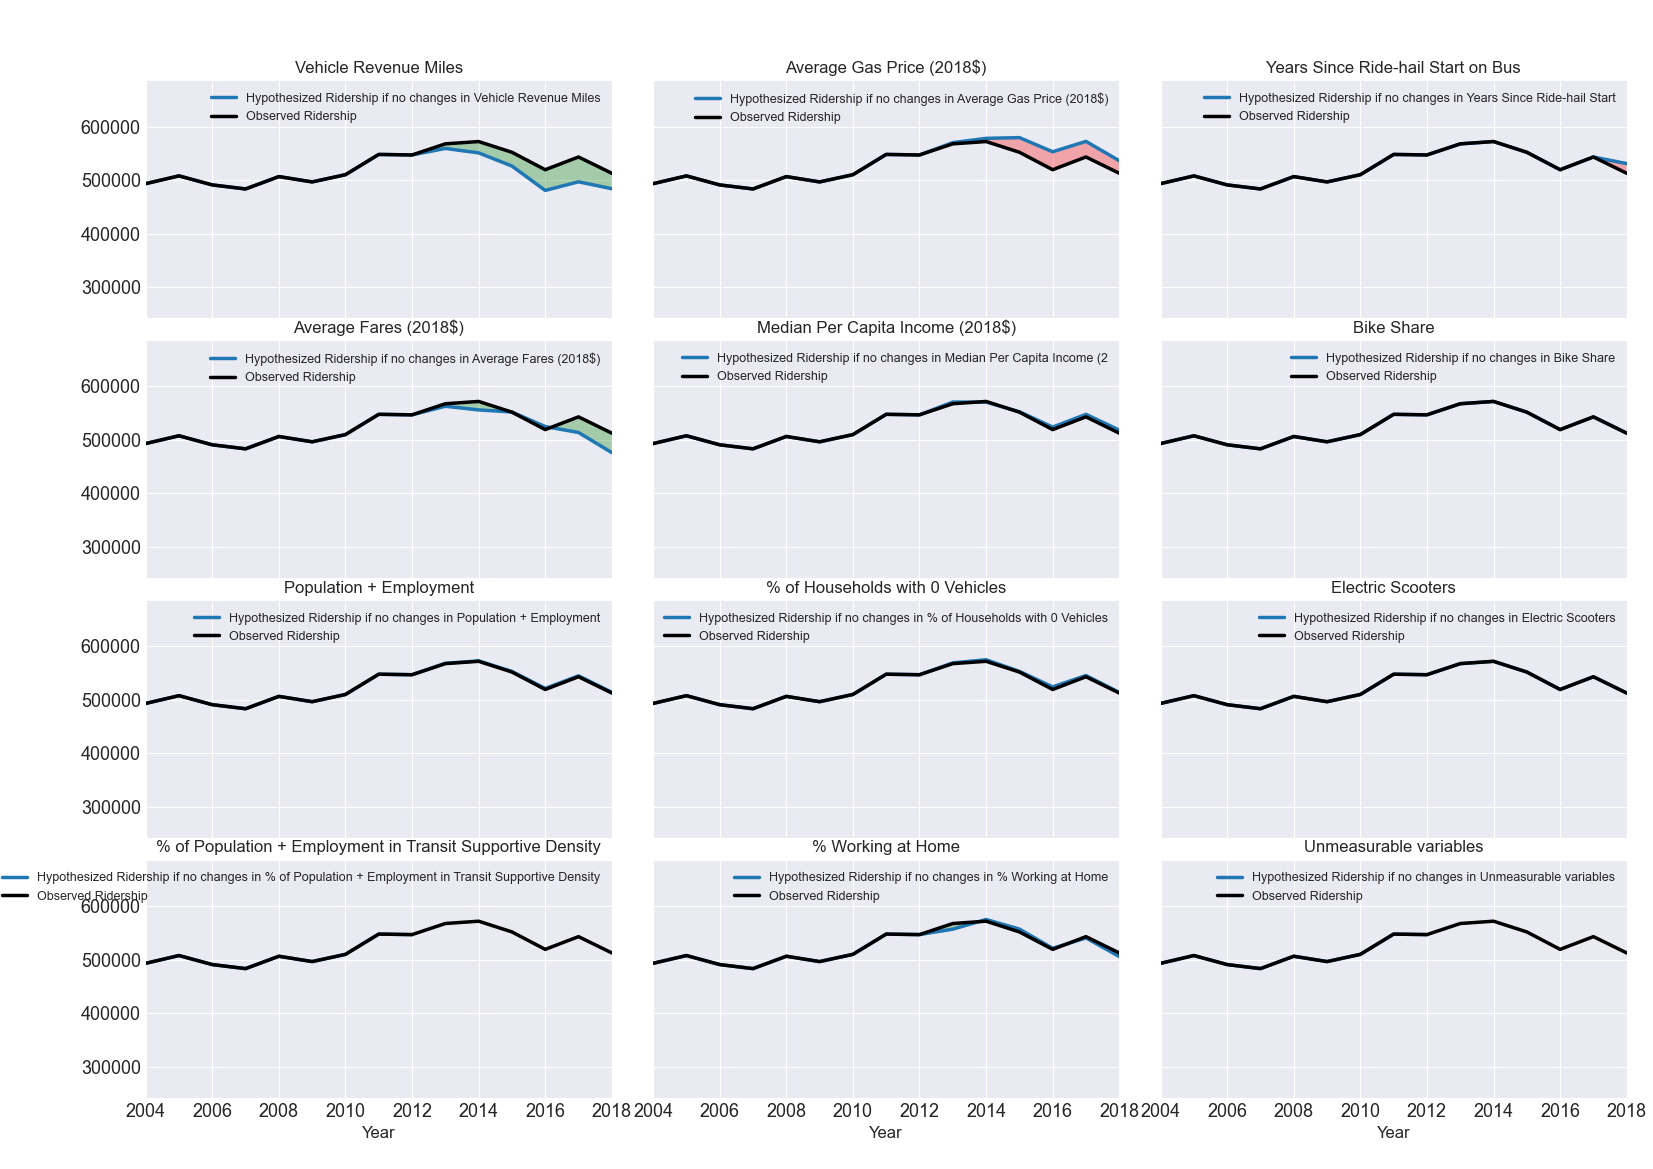 Vehicle Revenue Miles
Hypothesized Ridership if no changes in Vehicle Revenue Miles
Observed Ridership
600000
500000
400000
300000
Average Gas Price (2018$)
Hypothesized Ridership if no changes in Average Gas Price (2018$)
Observed Ridership
Years Since Ride-hail Start on Bus
Hypothesized Ridership if no changes in Years Since Ride-hail Start
Observed Ridership
Average Fares (2018$)
Hypothesized Ridership if no changes in Average Fares (2018$)
Observed Ridership
600000
500000
400000
300000
Median Per Capita Income (2018$)
Hypothesized Ridership if no changes in Median Per Capita Income (2
Observed Ridership
Bike Share
Hypothesized Ridership if no changes in Bike Share
Observed Ridership
Population + Employment
Hypothesized Ridership if no changes in Population + Employment
Observed Ridership
600000
500000
400000
300000
% of Households with 0 Vehicles
Hypothesized Ridership if no changes in % of Households with 0 Vehicles
Observed Ridership
Electric Scooters
Hypothesized Ridership if no changes in Electric Scooters
Observed Ridership
% of Population + Employment in Transit Supportive Density
Hypothesized Ridership if no changes in % of Population + Employment in Transit Supportive Density
Observed Ridership
600000
500000
400000
300000
2004 2006 2008 2010 2012 2014 2016 2018
Year
% Working at Home
Hypothesized Ridership if no changes in % Working at Home
Observed Ridership
2004 2006 2008 2010 2012 2014 2016 2018
Year
Unmeasurable variables
Hypothesized Ridership if no changes in Unmeasurable variables
Observed Ridership
2004 2006 2008 2010 2012 2014 2016 2018
Year